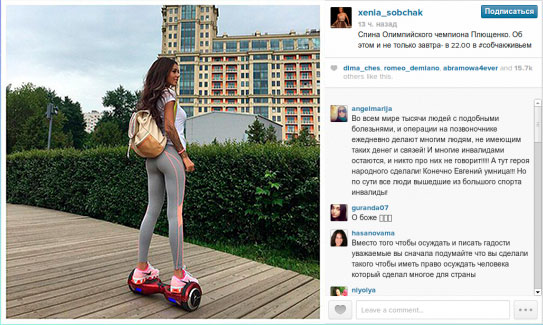 xenia_sobchak
Подписаться
13 ч. назад
Спина Олимпийского чемпиона Плющенко. Об
этом и не только завтра- в 22.00 в #собчакживьем
dima_ches, romeo_demiano, abramowa4ever and 15.7k
others like this.
angelmarija
Во всем мире тысячи людей с подобными
болезньями, и операции на позвоночнике
ежедневно делают многим людям, не имеющим
таких денег и связей! И многие инвалидами
остаются, и никто про них не говорит!!!!! А тут героя
народного сделали! Конечно Евгений умница!!! Но
по сути все люди вышедшие из большого спорта
инвалиды!
guranda07
О боже
hasanovama
Вместо того чтобы осуждать и писать гадости
уважаемые вы сначала подумайте что вы сделали
такого чтобы иметь право осуждать человека
который сделал многое для страны
niyolya
Leave a comment...